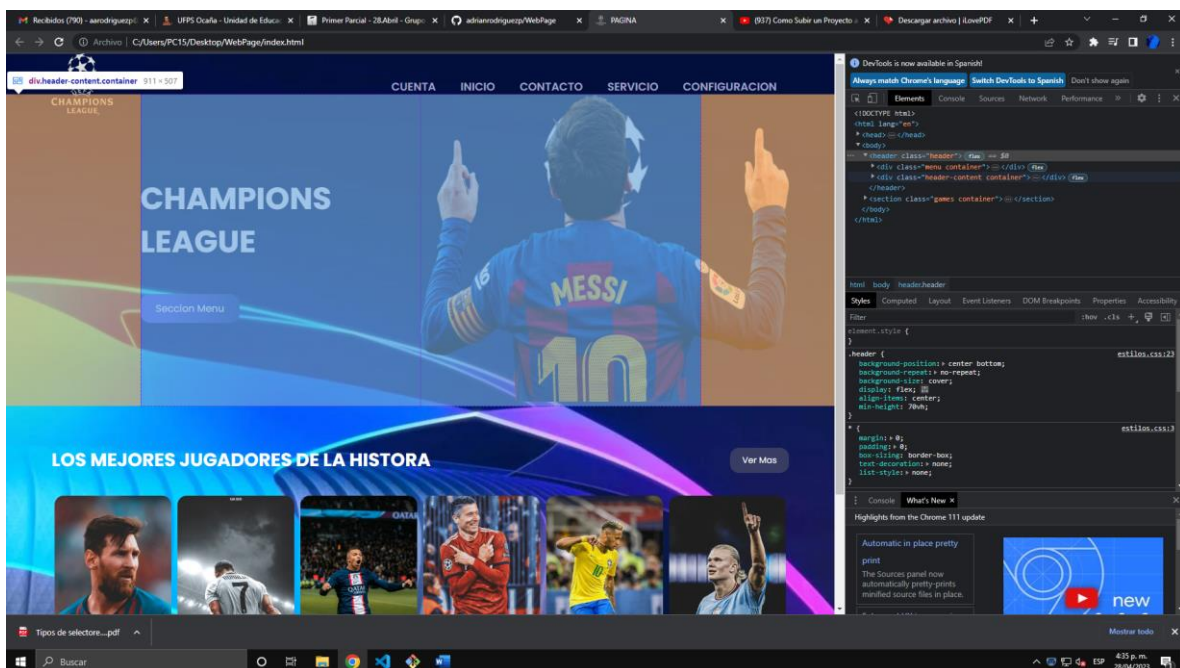 Recibidos (790) - aarodriguezp@
UFPS Ocaña - Unidad de Educac
Primer Parcial - 28.Abril - Grupo
adrianrodriguezp/WebPage
PAGINA
(937) Como Subir un Proyecto a
Descargar archivo | iLovePDF
Archivo | C:/Users/PC15/Desktop/WebPage/index.html
div.header-content.container 911 × 507
CHAMPIONS
LEAGUE
CUENTA INICIO CONTACTO SERVICIO CONFIGURACION
CHAMPIONS
LEAGUE
Seccion Menu
MESSI
10
LOS MEJORES JUGADORES DE LA HISTORA
Ver Mas
DevTools is now available in Spanish!
Always match Chrome's language Switch DevTools to Spanish Don't show again
Elements Console Sources Network Performance
<!DOCTYPE html>
<html lang="en">
<head> </head>
<body>
<header class="header"> flex == $0
<div class="menu container"> </div> flex
<div class="header-content container"> </div> flex
</header>
<section class="games container"> </section>
</body>
</html>
html body header.header
Styles Computed Layout Event Listeners DOM Breakpoints Properties Accessibility
Filter :hov .cls +
element.style {
}
.header { estilos.css:23
background-position: center bottom;
background-repeat: no-repeat;
background-size: cover;
display: flex;
align-items: center;
min-height: 70vh;
}
* { estilos.css:3
margin: 0;
padding: 0;
box-sizing: border-box;
text-decoration: none;
list-style: none;
}
Console What's New ×
Highlights from the Chrome 111 update
Automatic in place pretty
print
The Sources panel now
automatically pretty-prints
minified source files in place.
new
Tipos de selectore....pdf
Mostrar todo
Buscar
ESP
4:35 p. m.
28/04/2023